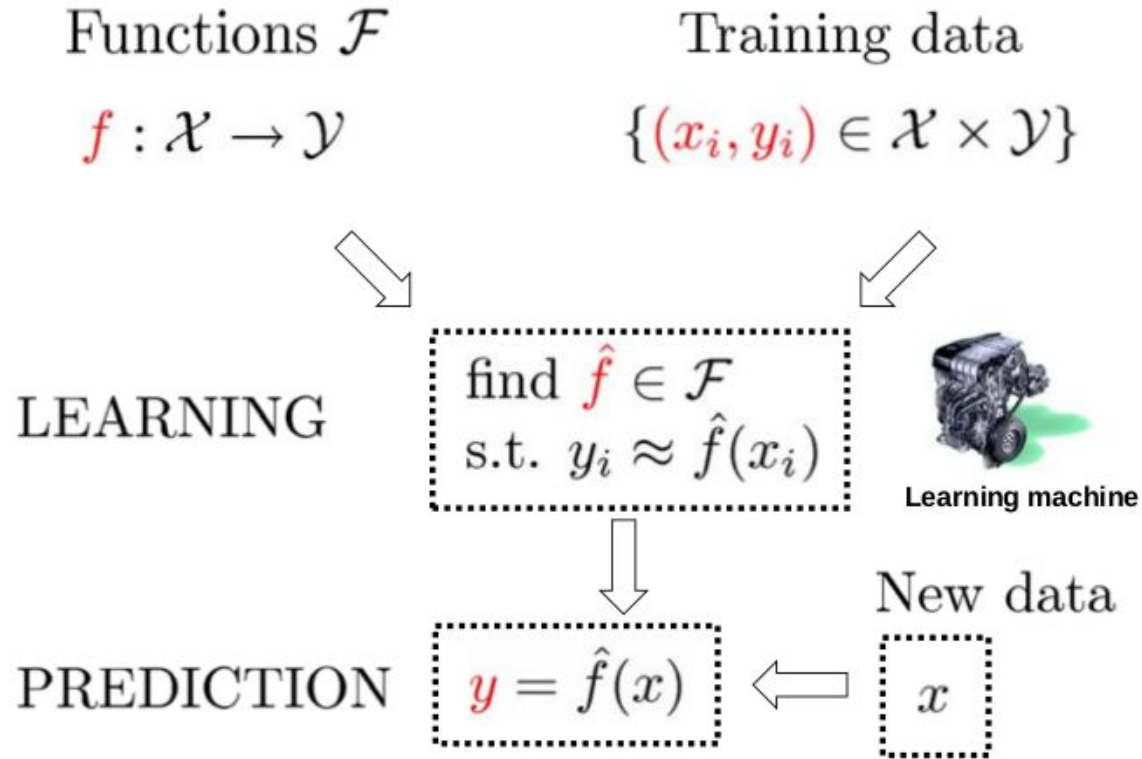 Functions ℱ
Training data
f : 𝒳 → 𝒴
{(xᵢ, yᵢ) ∈ 𝒳 × 𝒴}
LEARNING
find f̂ ∈ ℱ
s.t. yᵢ ≈ f̂(xᵢ)
Learning machine
New data
PREDICTION
y = f̂(x)
x